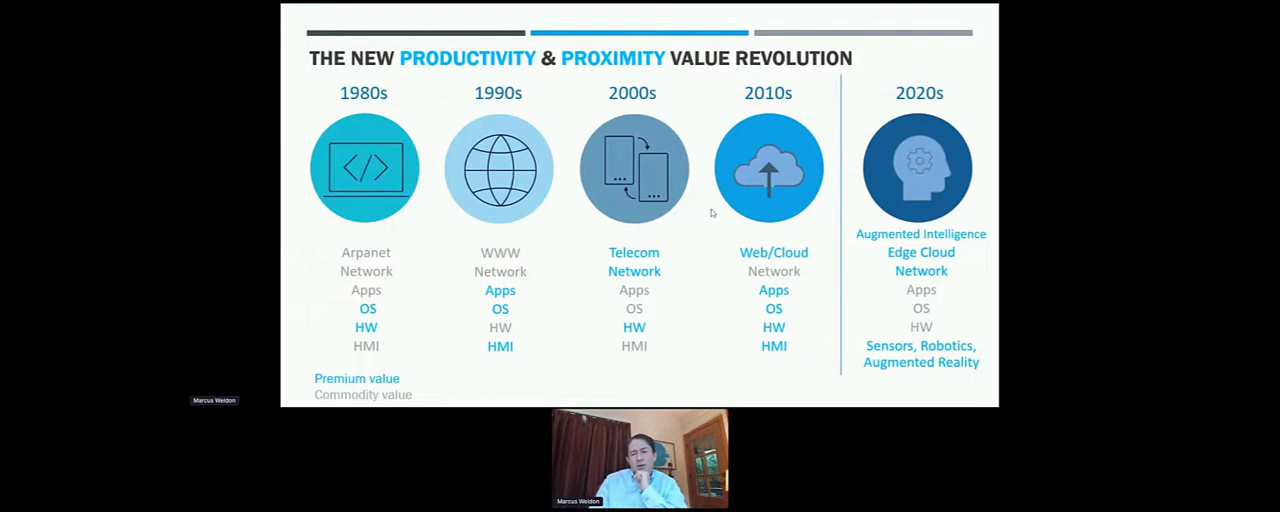 THE NEW PRODUCTIVITY & PROXIMITY VALUE REVOLUTION
1980s
</>
Arpanet
Network
Apps
OS
HW
HMI
1990s
WWW
Network
Apps
OS
HW
HMI
2000s
Telecom
Network
Apps
OS
HW
HMI
2010s
Web/Cloud
Network
Apps
OS
HW
HMI
2020s
Augmented Intelligence
Edge Cloud
Network
Apps
OS
HW
Sensors, Robotics,
Augmented Reality
Premium value
Commodity value
Marcus Weldon
Marcus Weldon